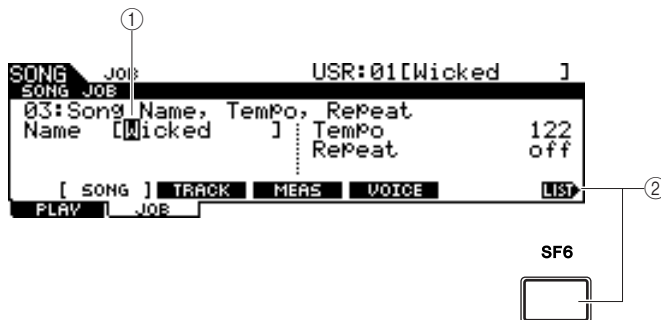 ①
SONG JOB USR:01[Wicked ]
SONG JOB
03:Song Name, Tempo, Repeat
Name [Wicked ] Tempo 122
Repeat off
[ SONG ] TRACK MEAS VOICE LIST
PLAY JOB
②
SF6